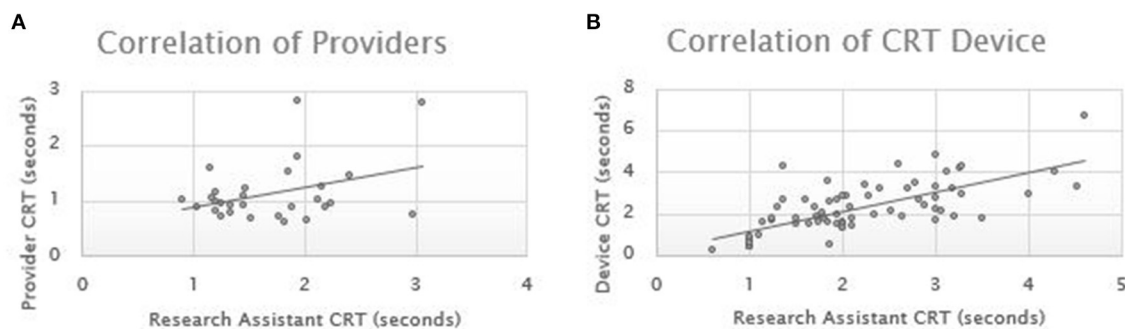 A
Correlation of Providers
Provider CRT (seconds)
3
2
1
0
0 1 2 3 4
Research Assistant CRT (seconds)
B
Correlation of CRT Device
Device CRT (seconds)
8
6
4
2
0
0 1 2 3 4 5
Research Assistant CRT (seconds)